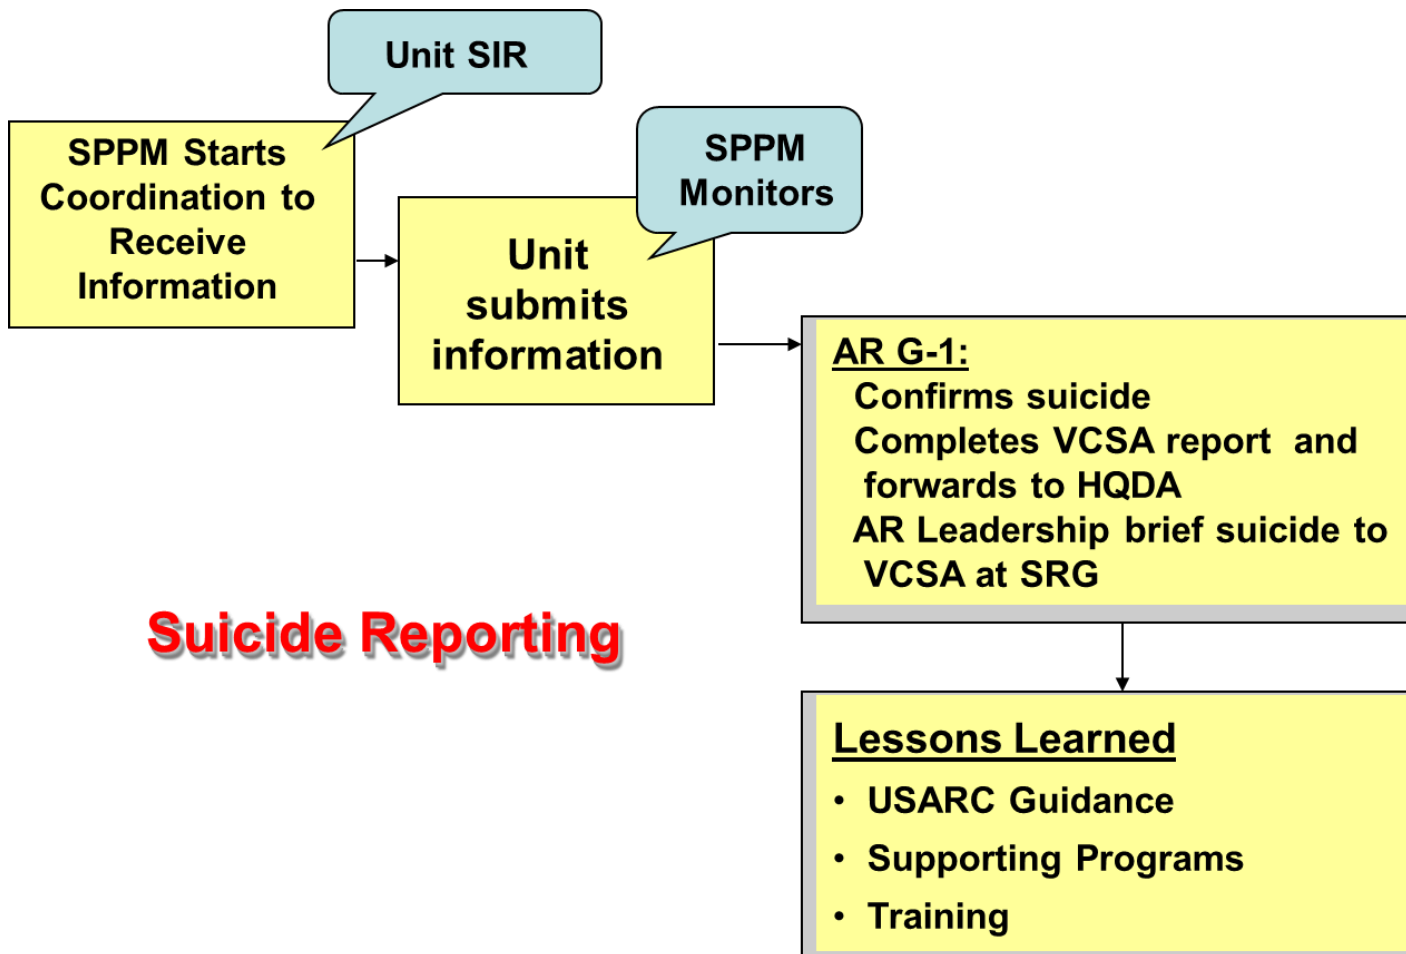 Unit SIR
SPPM Starts
Coordination to
Receive
Information
SPPM
Monitors
Unit
submits
information
AR G-1:
Confirms suicide
Completes VCSA report and
forwards to HQDA
AR Leadership brief suicide to
VCSA at SRG
Suicide Reporting
Lessons Learned
• USARC Guidance
• Supporting Programs
• Training